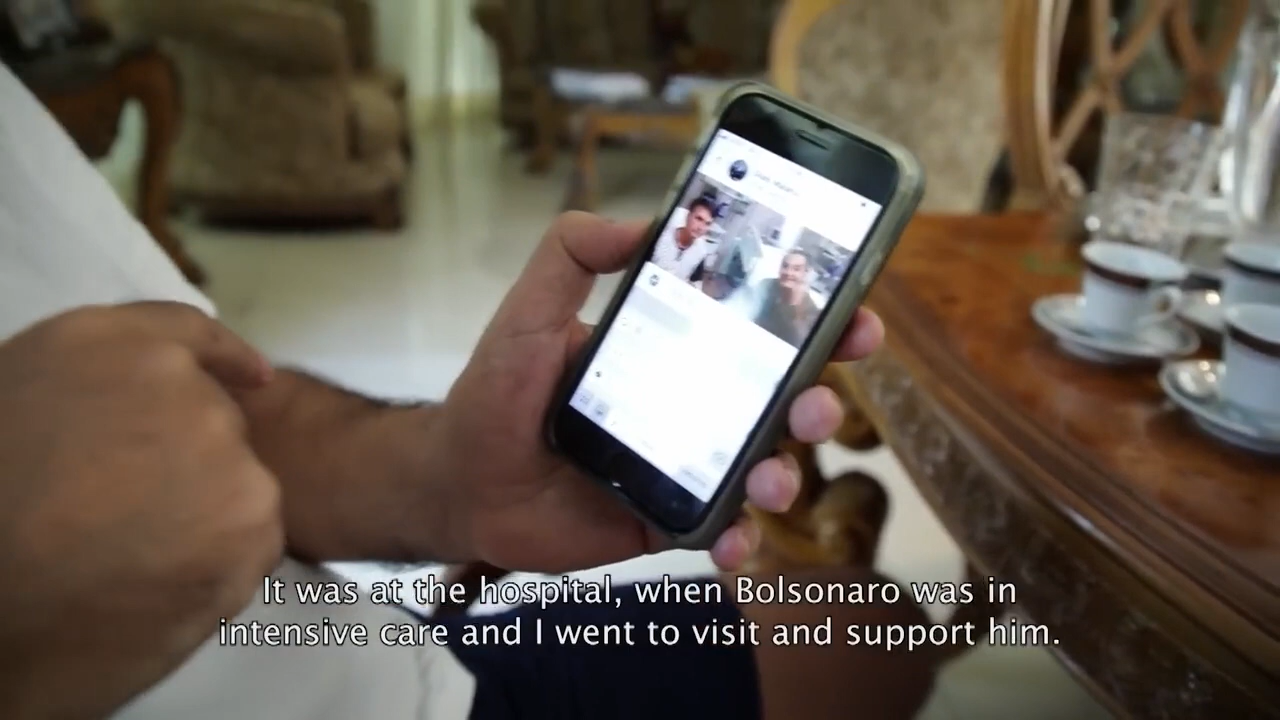 It was at the hospital, when Bolsonaro was in
intensive care and I went to visit and support him.